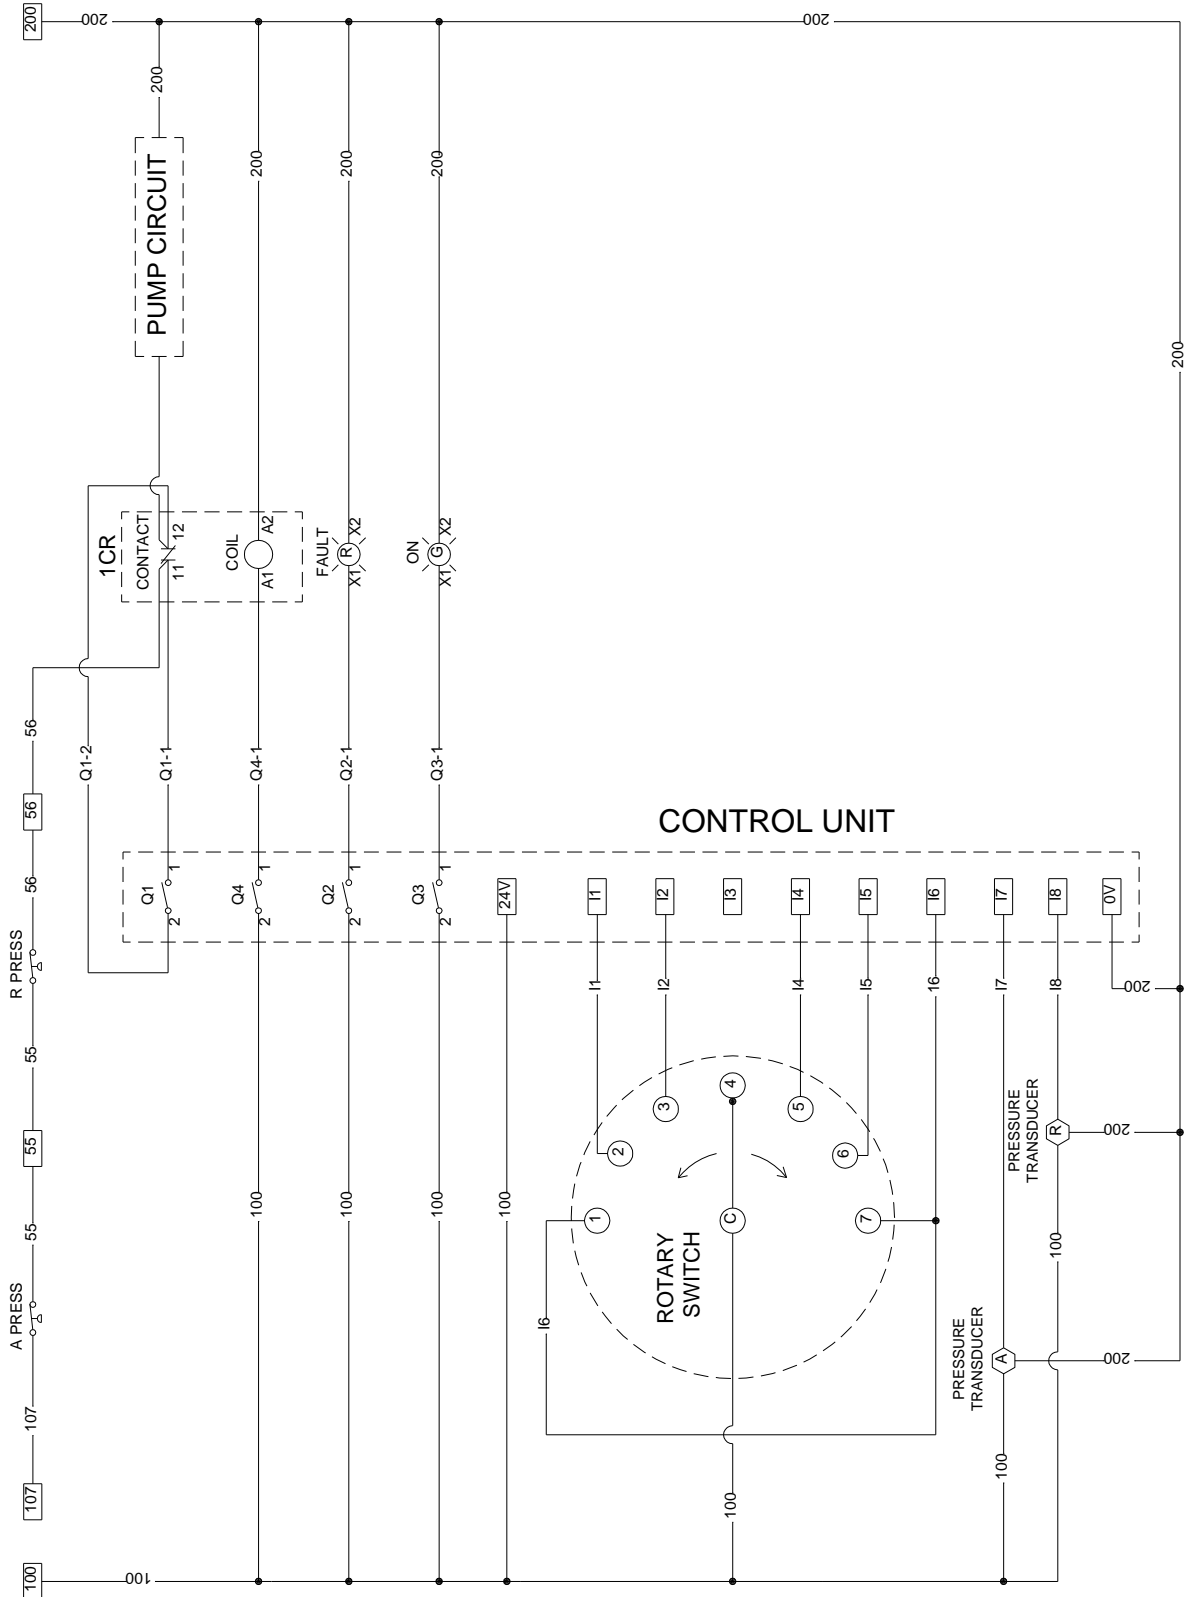 100
107
107
A PRESS
55
55
55
R PRESS
56
56
56
200
Q1-2
100
200
1CR
Q1
2
1
Q1-1
CONTACT
11
12
PUMP CIRCUIT
200
100
Q4
2
1
Q4-1
COIL
A1
A2
200
100
Q2
2
1
Q2-1
FAULT
X1
R
X2
200
100
Q3
2
1
Q3-1
ON
X1
G
X2
200
100
24V
CONTROL UNIT
I6
1
2
I1
I1
ROTARY
SWITCH
3
I2
I2
100
C
4
I3
5
I4
I4
7
6
I5
I5
16
I6
PRESSURE
TRANSDUCER
100
A
I7
I7
PRESSURE
TRANSDUCER
100
R
I8
I8
200
200
200
0V
200
200